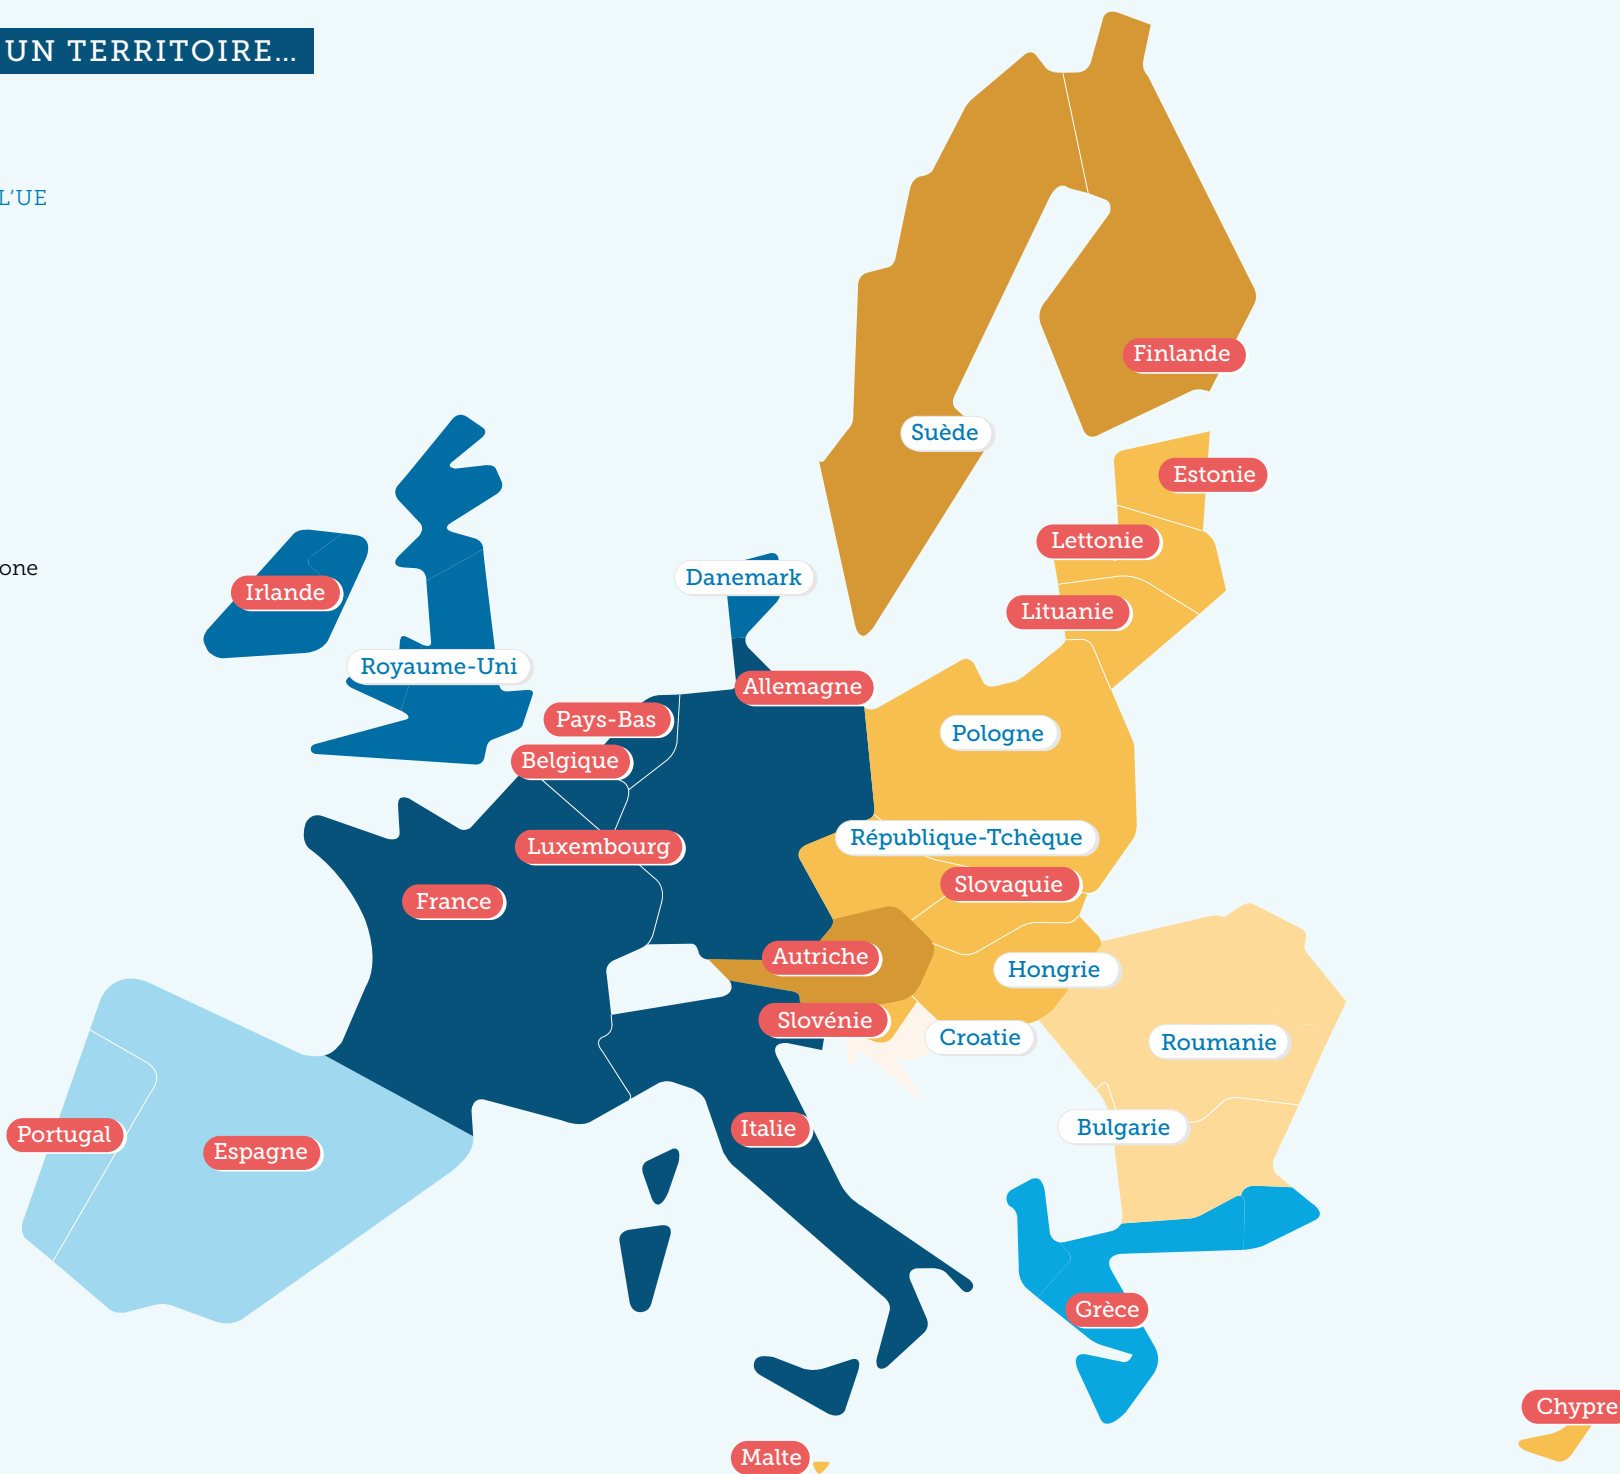 UN TERRITOIRE...
L'UE
one
Finlande
Suède
Estonie
Lettonie
Danemark
Irlande
Lituanie
Royaume-Uni
Allemagne
Pays-Bas
Pologne
Belgique
République-Tchèque
Luxembourg
Slovaquie
France
Autriche
Hongrie
Slovénie
Croatie
Roumanie
Bulgarie
Italie
Portugal
Espagne
Grèce
Chypre
Malte